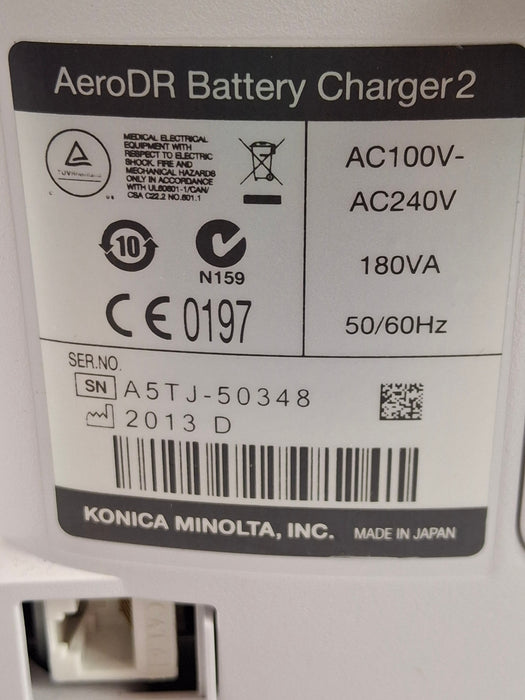 AeroDR Battery Charger2
TÜVRheinland
C US
MEDICAL ELECTRICAL
EQUIPMENT WITH
RESPECT TO ELECTRIC
SHOCK, FIRE AND
MECHANICAL HAZARDS
ONLY IN ACCORDANCE
WITH UL60601-1/CAN/
CSA C22.2 NO.601.1
10
N159
CE 0197
AC100V-
AC240V
180VA
50/60Hz
SER.NO.
SN A5TJ-50348
2013 D
KONICA MINOLTA, INC. MADE IN JAPAN